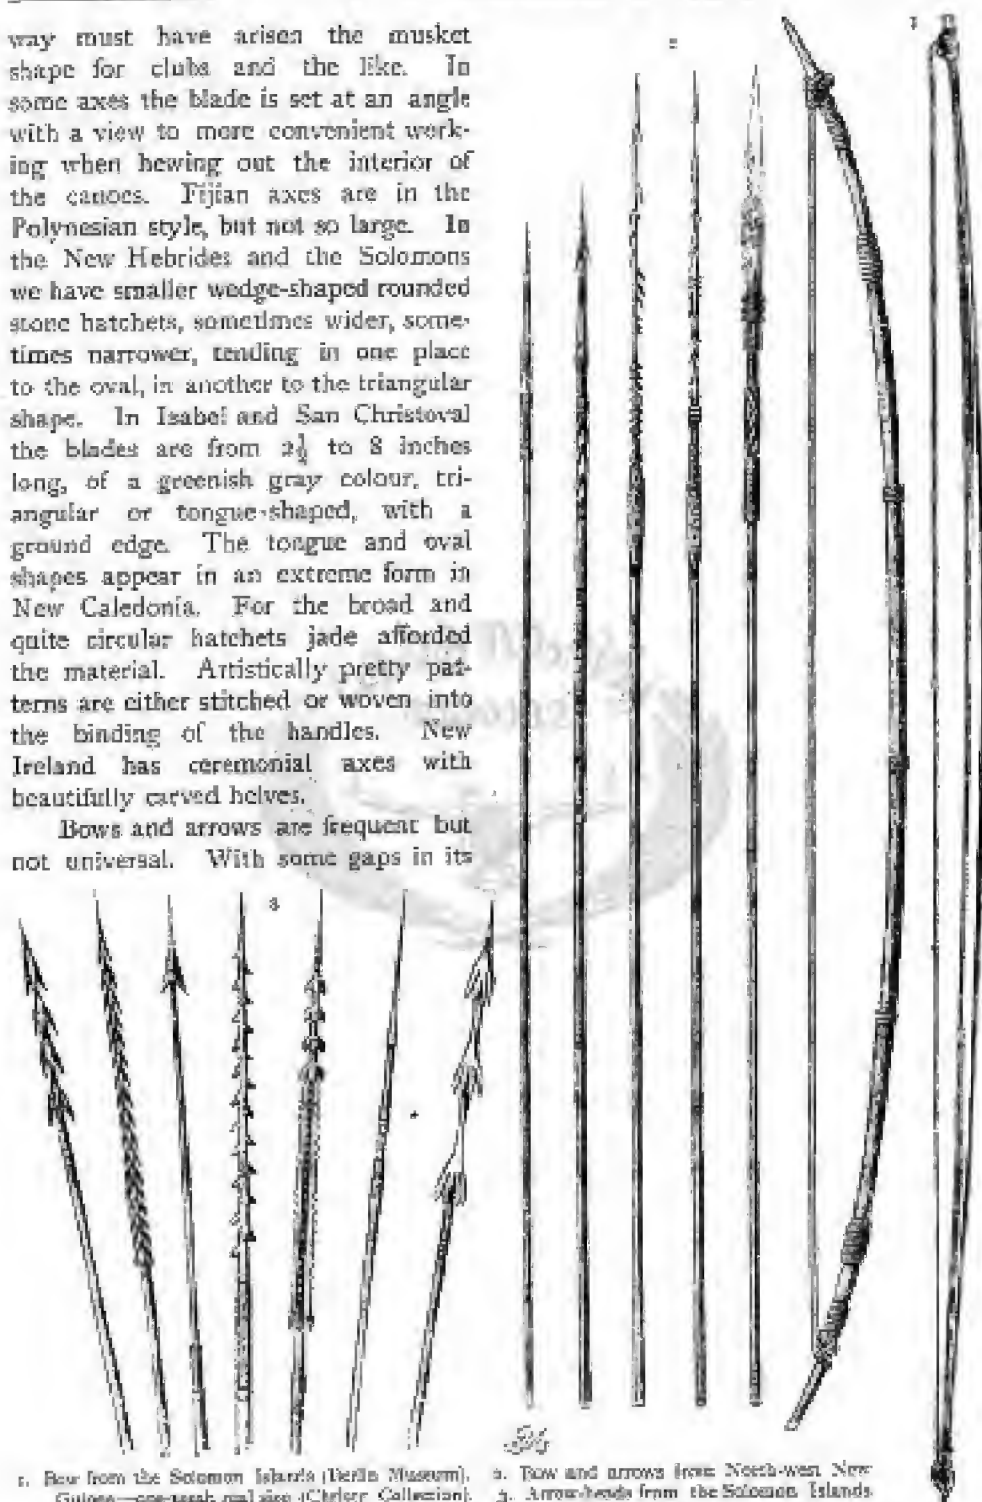 way must have arisen the musket
shape for clubs and the like. In
some axes the blade is set at an angle
with a view to more convenient work-
ing when hewing out the interior of
the canoes. Fijian axes are in the
Polynesian style, but not so large. In
the New Hebrides and the Solomons
we have smaller wedge-shaped rounded
stone hatchets, sometimes wider, some-
times narrower, tending in one place
to the oval, in another to the triangular
shape. In Isabel and San Christoval
the blades are from to 8 inches
long, of a greenish gray colour, tri-
angular or tongue-shaped, with a
ground edge. The tongue and oval
shapes appear in an extreme form in
New Caledonia. For the broad and
quite circular hatchets jade afforded
the material. Artistically pretty pat-
terns are either stitched or woven into
the binding of the handles. New
Ireland has ceremonial axes with
beautifully carved helves.
Bows and arrows are frequent but
not universal. With some gaps in its
1
2
3
1. Bow from the Solomon Islands (Berlin Museum). 2. Bow and arrows from North-west New
Guinea—one-tenth real size (Christy Collection). 3. Arrow-heads from the Solomon Islands